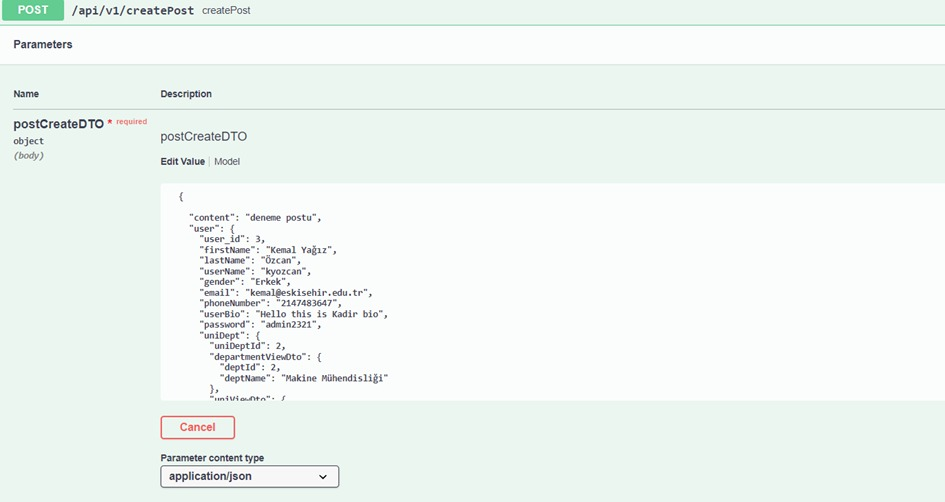 POST /api/v1/createPost createPost
Parameters
Name Description
postCreateDTO * required
object
(body)
postCreateDTO
Edit Value | Model
{
"content": "deneme postu",
"user": {
"user_id": 3,
"firstName": "Kemal Yağız",
"lastName": "Özcan",
"userName": "kyozcan",
"gender": "Erkek",
"email": "kemal@eskisehir.edu.tr",
"phoneNumber": "2147483647",
"userBio": "Hello this is Kadir bio",
"password": "admin2321",
"uniDept": {
"uniDeptId": 2,
"departmentViewDto": {
"deptId": 2,
"deptName": "Makine Mühendisliği"
},
"uniViewDto": {
Cancel
Parameter content type
application/json